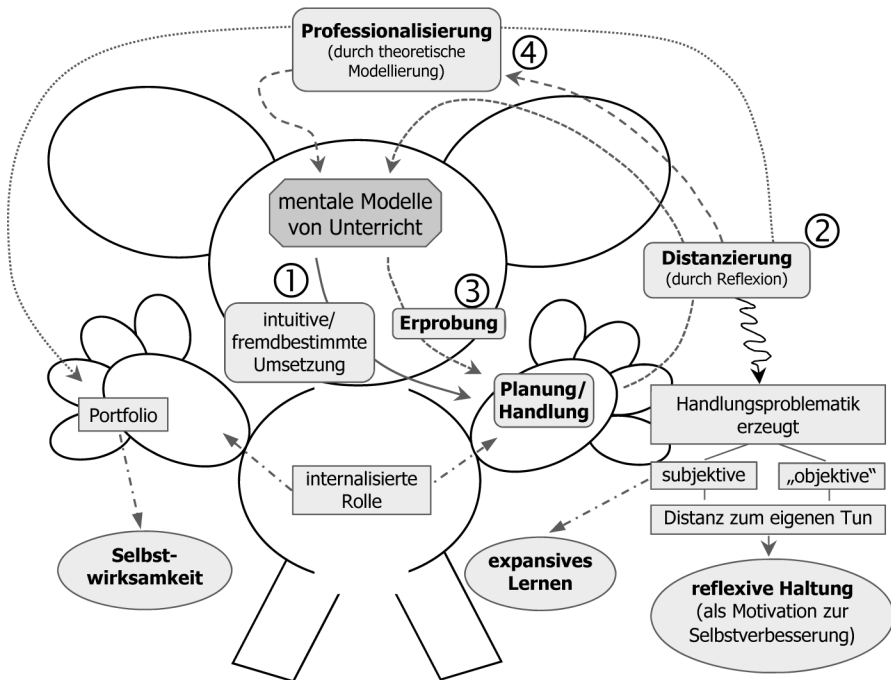 Professionalisierung
(durch theoretische
Modellierung)
④
mentale Modelle
von Unterricht
②
Distanzierung
(durch Reflexion)
①
intuitive/
fremdbestimmte
Umsetzung
③
Erprobung
Planung/
Handlung
Portfolio
Handlungsproblematik
erzeugt
internalisierte
Rolle
subjektive
„objektive“
Distanz zum eigenen Tun
Selbst-
wirksamkeit
expansives
Lernen
reflexive Haltung
(als Motivation zur
Selbstverbesserung)